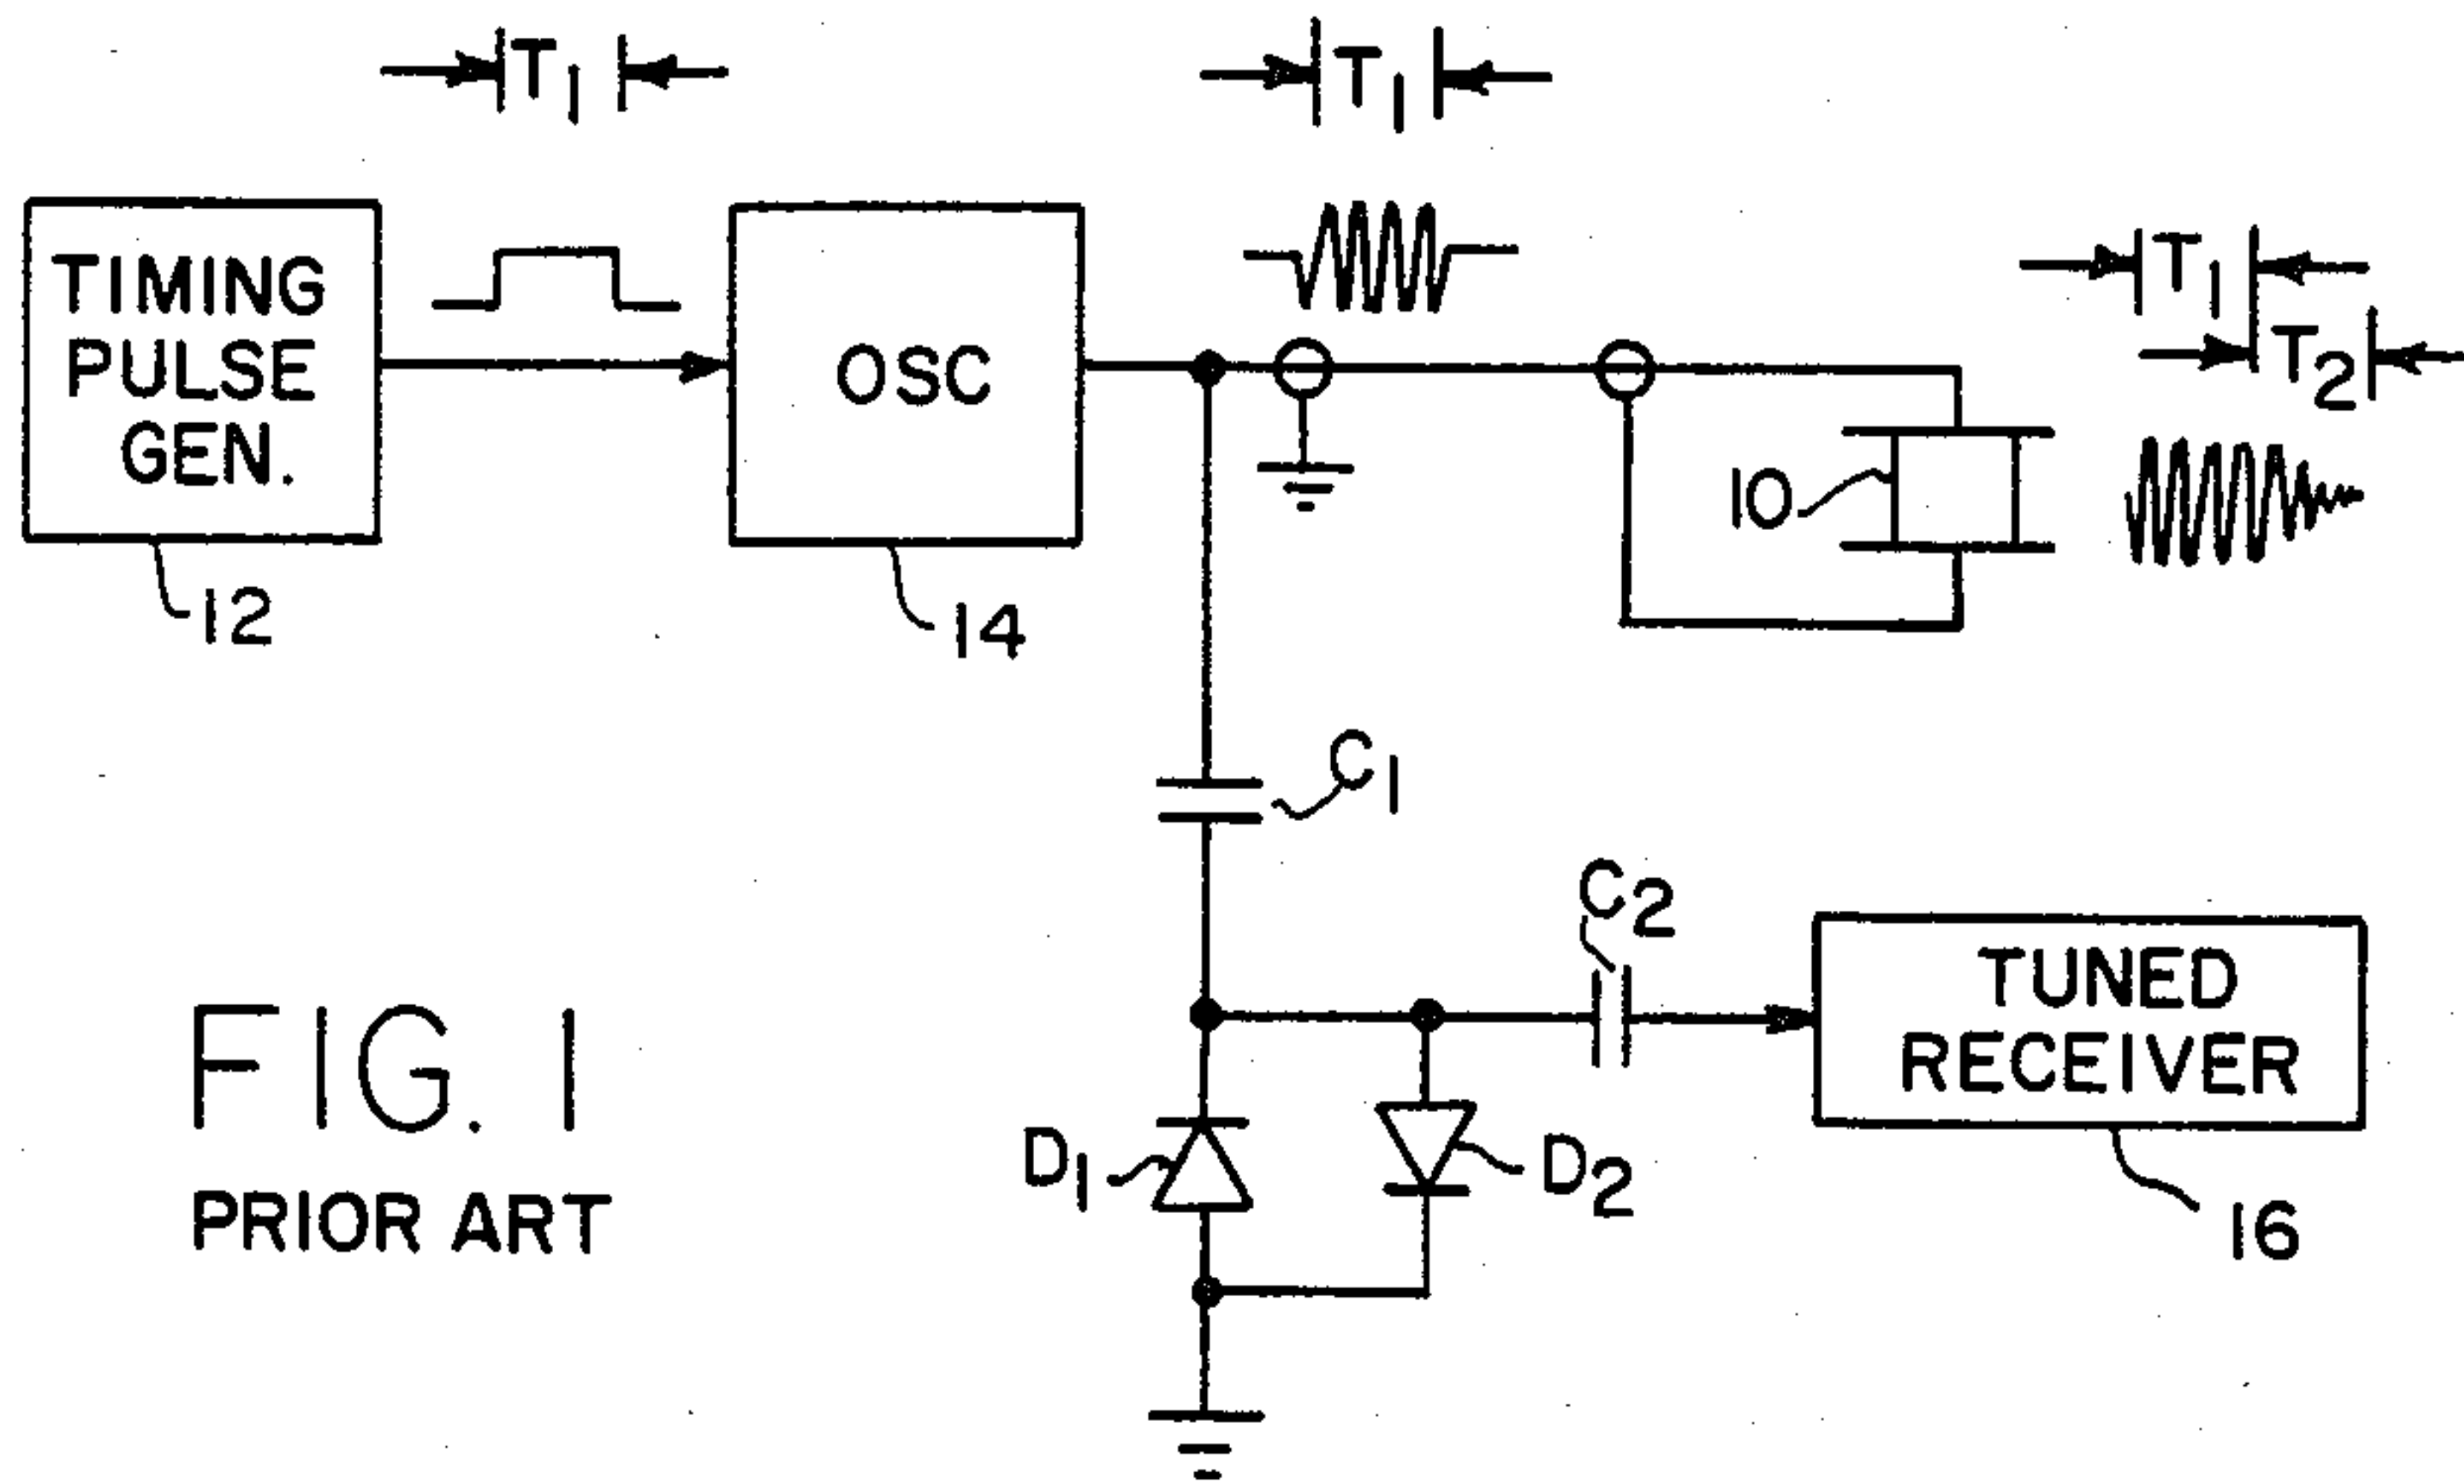 T1
T1
TIMING
PULSE
GEN.
OSC
T1
T2
10
12
14
C1
C2
TUNED
RECEIVER
D1
D2
16
FIG. 1
PRIOR ART